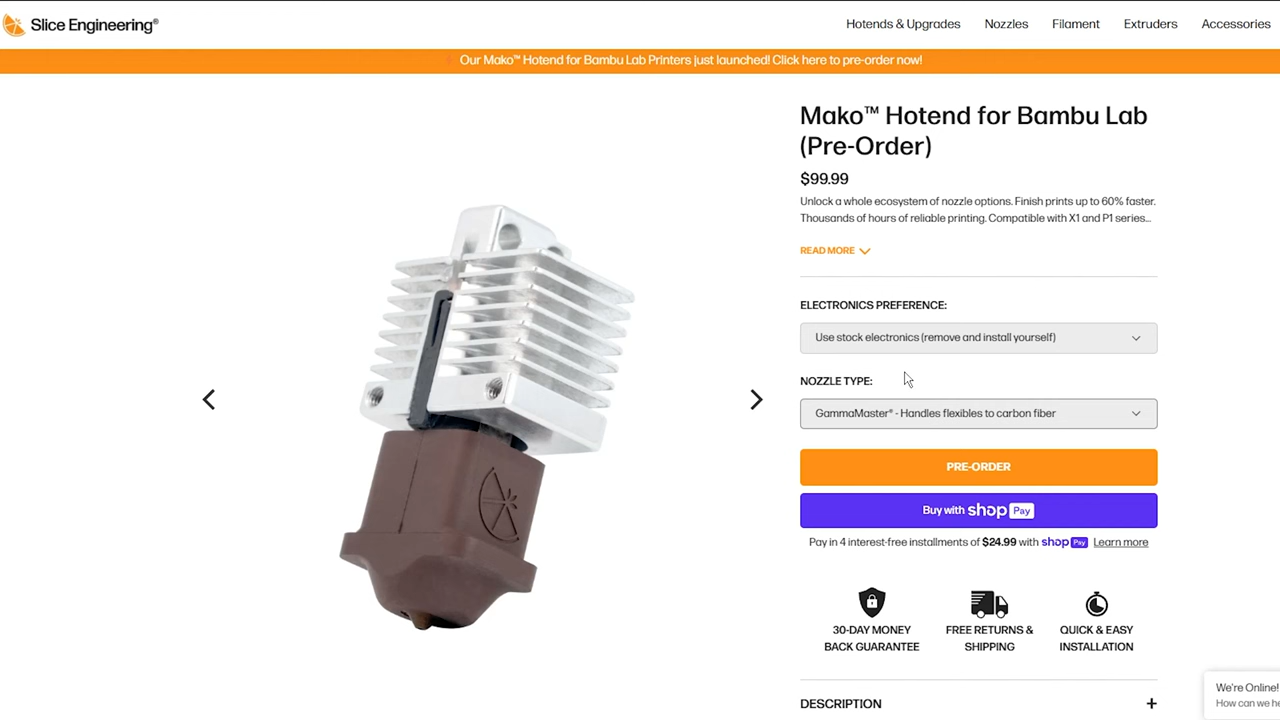 Slice Engineering®
Hotends & Upgrades
Nozzles
Filament
Extruders
Accessories
Our Mako™ Hotend for Bambu Lab Printers just launched! Click here to pre-order now!
Mako™ Hotend for Bambu Lab
(Pre-Order)
$99.99
Unlock a whole ecosystem of nozzle options. Finish prints up to 60% faster.
Thousands of hours of reliable printing. Compatible with X1 and P1 series...
READ MORE
ELECTRONICS PREFERENCE:
Use stock electronics (remove and install yourself)
NOZZLE TYPE:
GammaMaster® - Handles flexibles to carbon fiber
PRE-ORDER
Buy with shop Pay
Pay in 4 interest-free installments of $24.99 with shop Pay Learn more
30-DAY MONEY
BACK GUARANTEE
FREE RETURNS &
SHIPPING
QUICK & EASY
INSTALLATION
DESCRIPTION
We're Online!
How can we